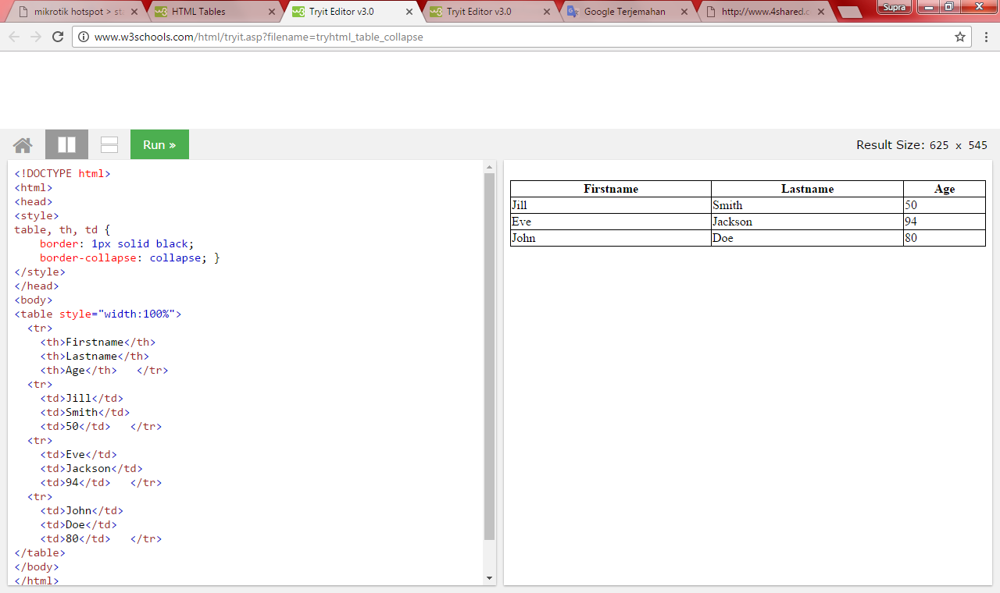 mikrotik hotspot > sta
HTML Tables
Tryit Editor v3.0
Tryit Editor v3.0
Google Terjemahan
http://www.4shared.c
Supra
www.w3schools.com/html/tryit.asp?filename=tryhtml_table_collapse
Run »
Result Size: 625 x 545
<!DOCTYPE html>
<html>
<head>
<style>
table, th, td {
    border: 1px solid black;
    border-collapse: collapse; }
</style>
</head>
<body>
<table style="width:100%">
  <tr>
    <th>Firstname</th>
    <th>Lastname</th>
    <th>Age</th>   </tr>
  <tr>
    <td>Jill</td>
    <td>Smith</td>
    <td>50</td>   </tr>
  <tr>
    <td>Eve</td>
    <td>Jackson</td>
    <td>94</td>   </tr>
  <tr>
    <td>John</td>
    <td>Doe</td>
    <td>80</td>   </tr>
</table>
</body>
</html>
Firstname Lastname Age
Jill Smith 50
Eve Jackson 94
John Doe 80